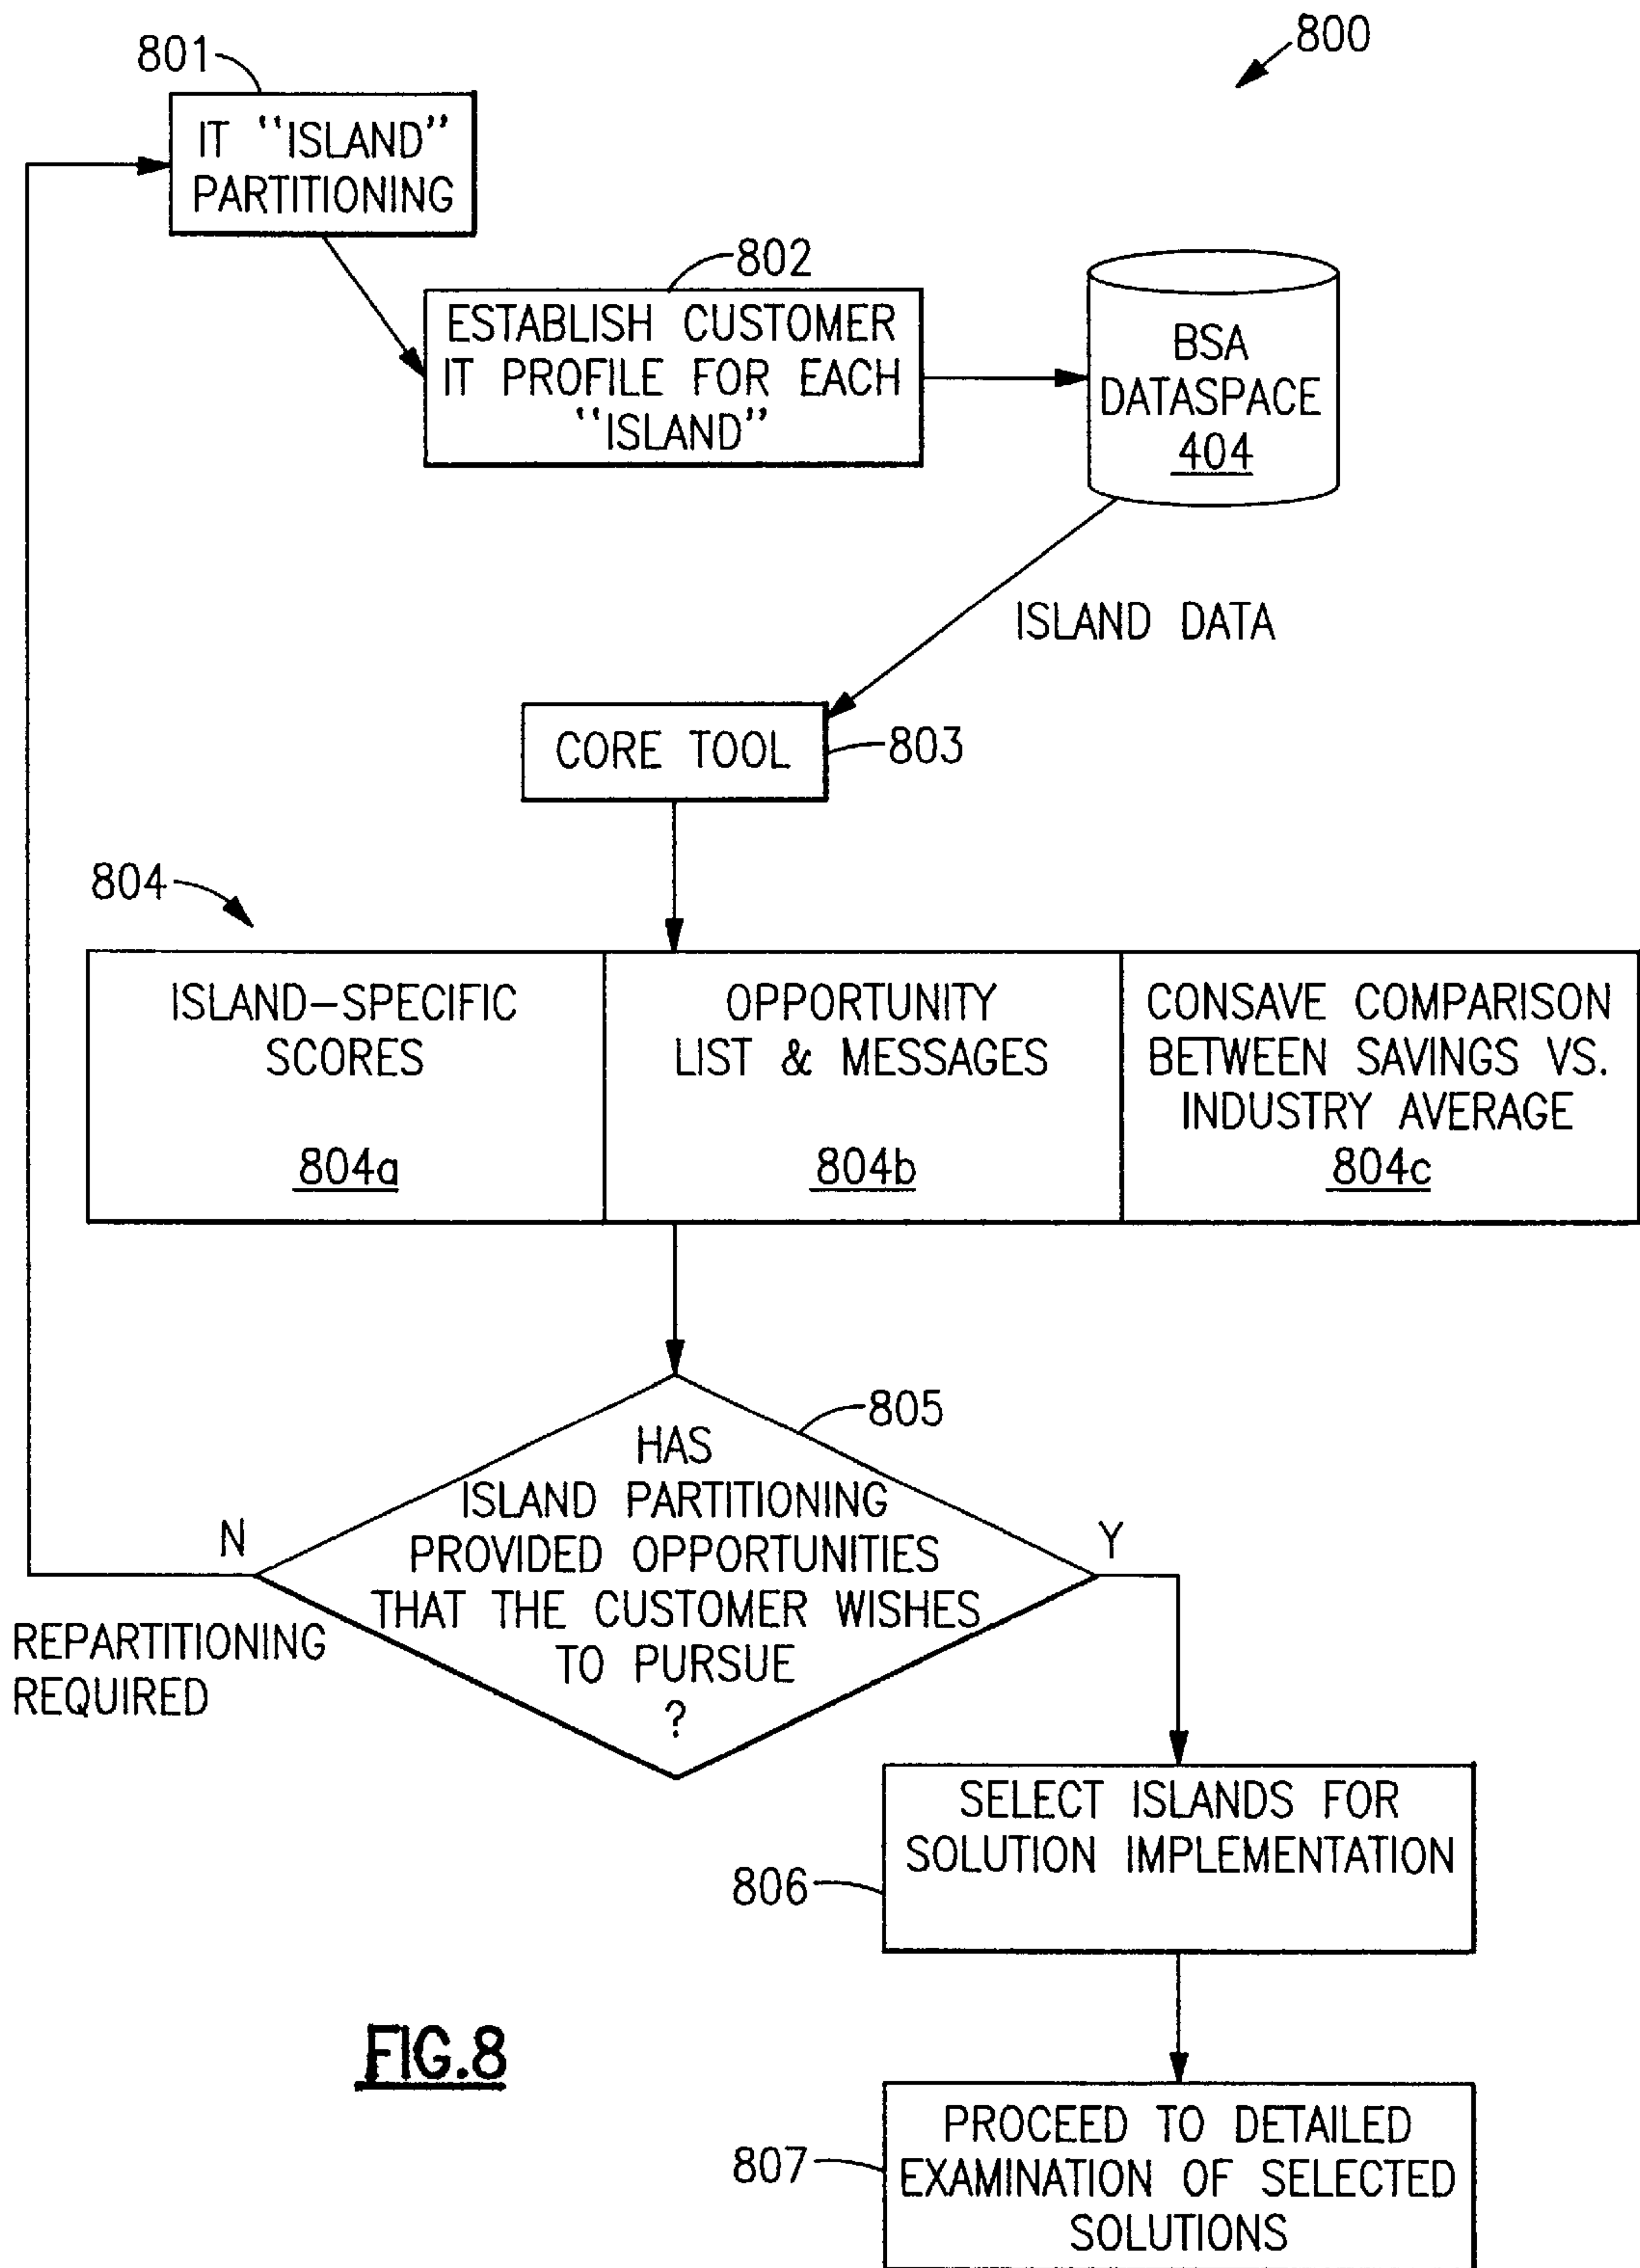 800
801
IT "ISLAND"
PARTITIONING
802
ESTABLISH CUSTOMER
IT PROFILE FOR EACH
"ISLAND"
BSA
DATASPACE
404
ISLAND DATA
CORE TOOL
803
804
ISLAND-SPECIFIC
SCORES
804a
OPPORTUNITY
LIST & MESSAGES
804b
CONSAVE COMPARISON
BETWEEN SAVINGS VS.
INDUSTRY AVERAGE
804c
805
HAS
ISLAND PARTITIONING
PROVIDED OPPORTUNITIES
THAT THE CUSTOMER WISHES
TO PURSUE
?
N
Y
REPARTITIONING
REQUIRED
SELECT ISLANDS FOR
SOLUTION IMPLEMENTATION
806
PROCEED TO DETAILED
EXAMINATION OF SELECTED
SOLUTIONS
807
FIG.8